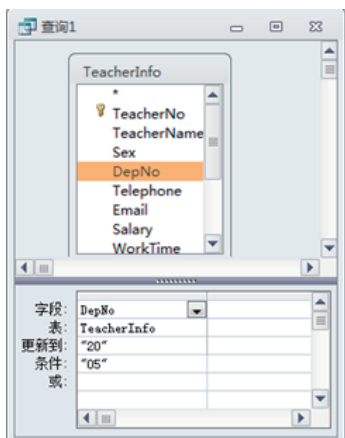 查询1
TeacherInfo
*
TeacherNo
TeacherName
Sex
DepNo
Telephone
Email
Salary
WorkTime
字段: DepNo
表: TeacherInfo
更新到: "20"
条件: "05"
或: